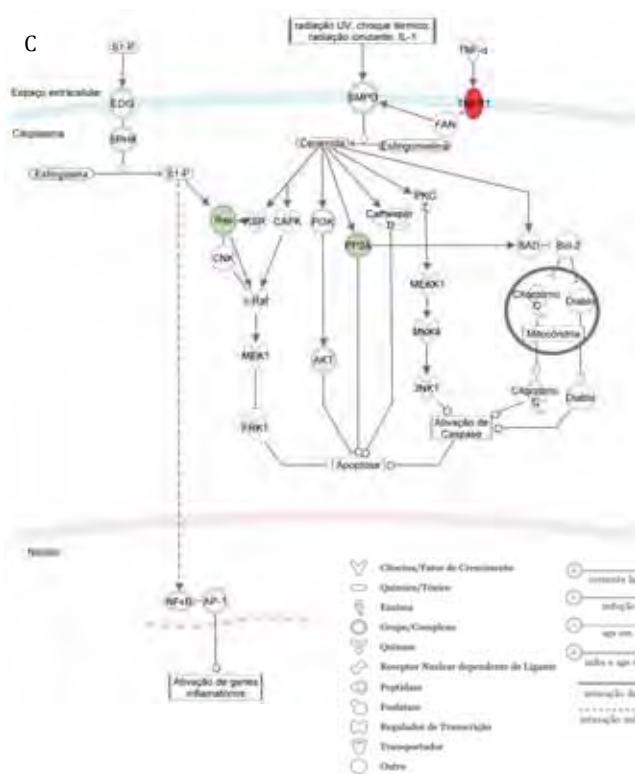 C
radiação UV, choque térmico,
radiação ionizante, IL-1
TNF-α
S1-P
Espaço extracelular
EDG
SMPD
FAN
Citoplasma
SPHK
Ceramida
Esfingomielina
Esfingosina
S1-P
Ras
KSR
CAPK
PDK
Catepsina
D
PKC
ζ
PP2A
BAD
Bcl-2
CNK
c-Raf
MEKK1
Citocromo
C
Diablo
Mitocôndria
MEK1
AKT
JNK1
Citocromo
C
Diablo
ERK1
Ativação de
Caspase
Apoptose
Núcleo
NFκB
AP-1
Ativação de genes
inflamatórios
Citocina/Fator de Crescimento
Químico/Tóxico
Enzima
Grupo/Complexo
Quinase
Receptor Nuclear dependente de Ligante
Peptidase
Fosfatase
Regulador de Transcrição
Transportador
Outro